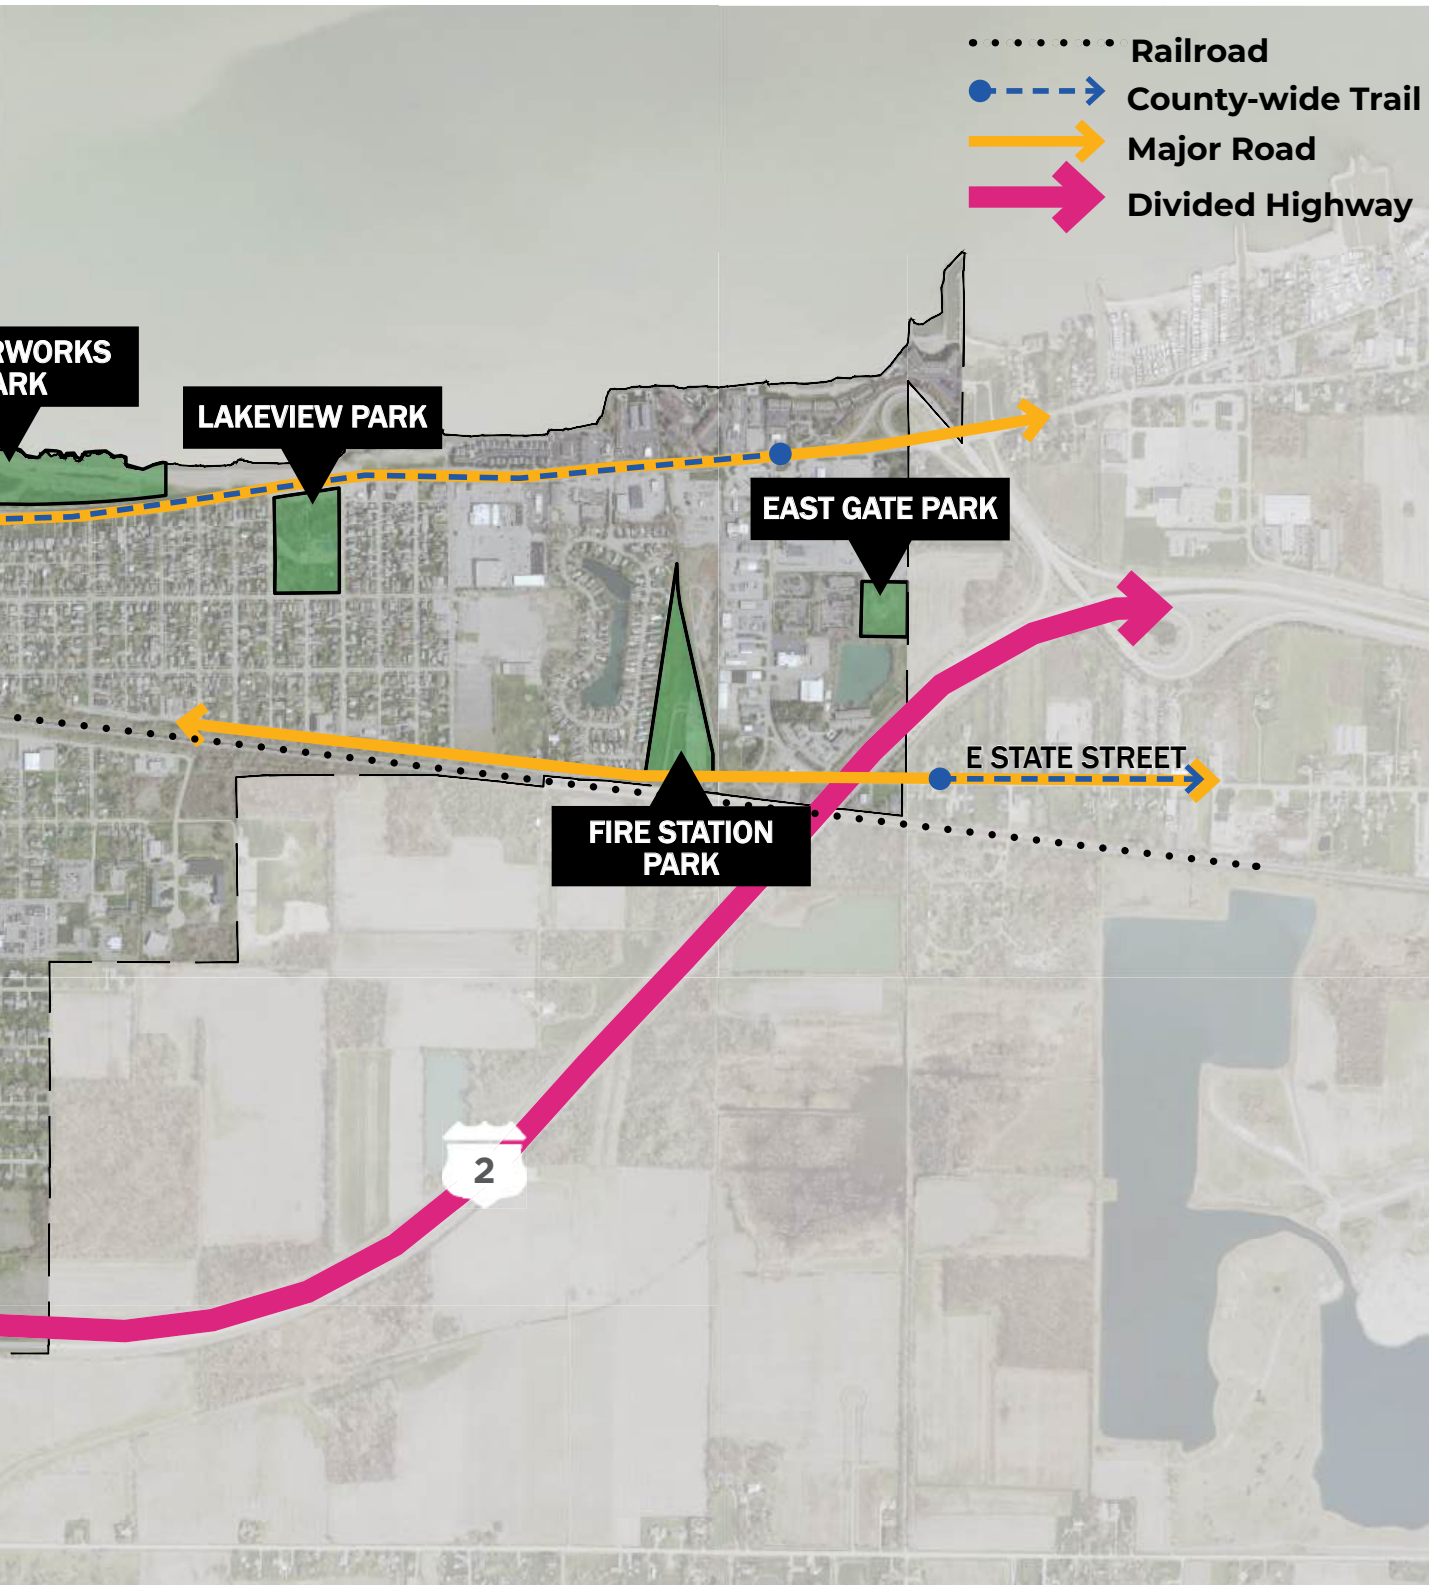 Railroad
County-wide Trail
Major Road
Divided Highway
RWORKS
ARK
LAKEVIEW PARK
EAST GATE PARK
E STATE STREET
FIRE STATION
PARK
2